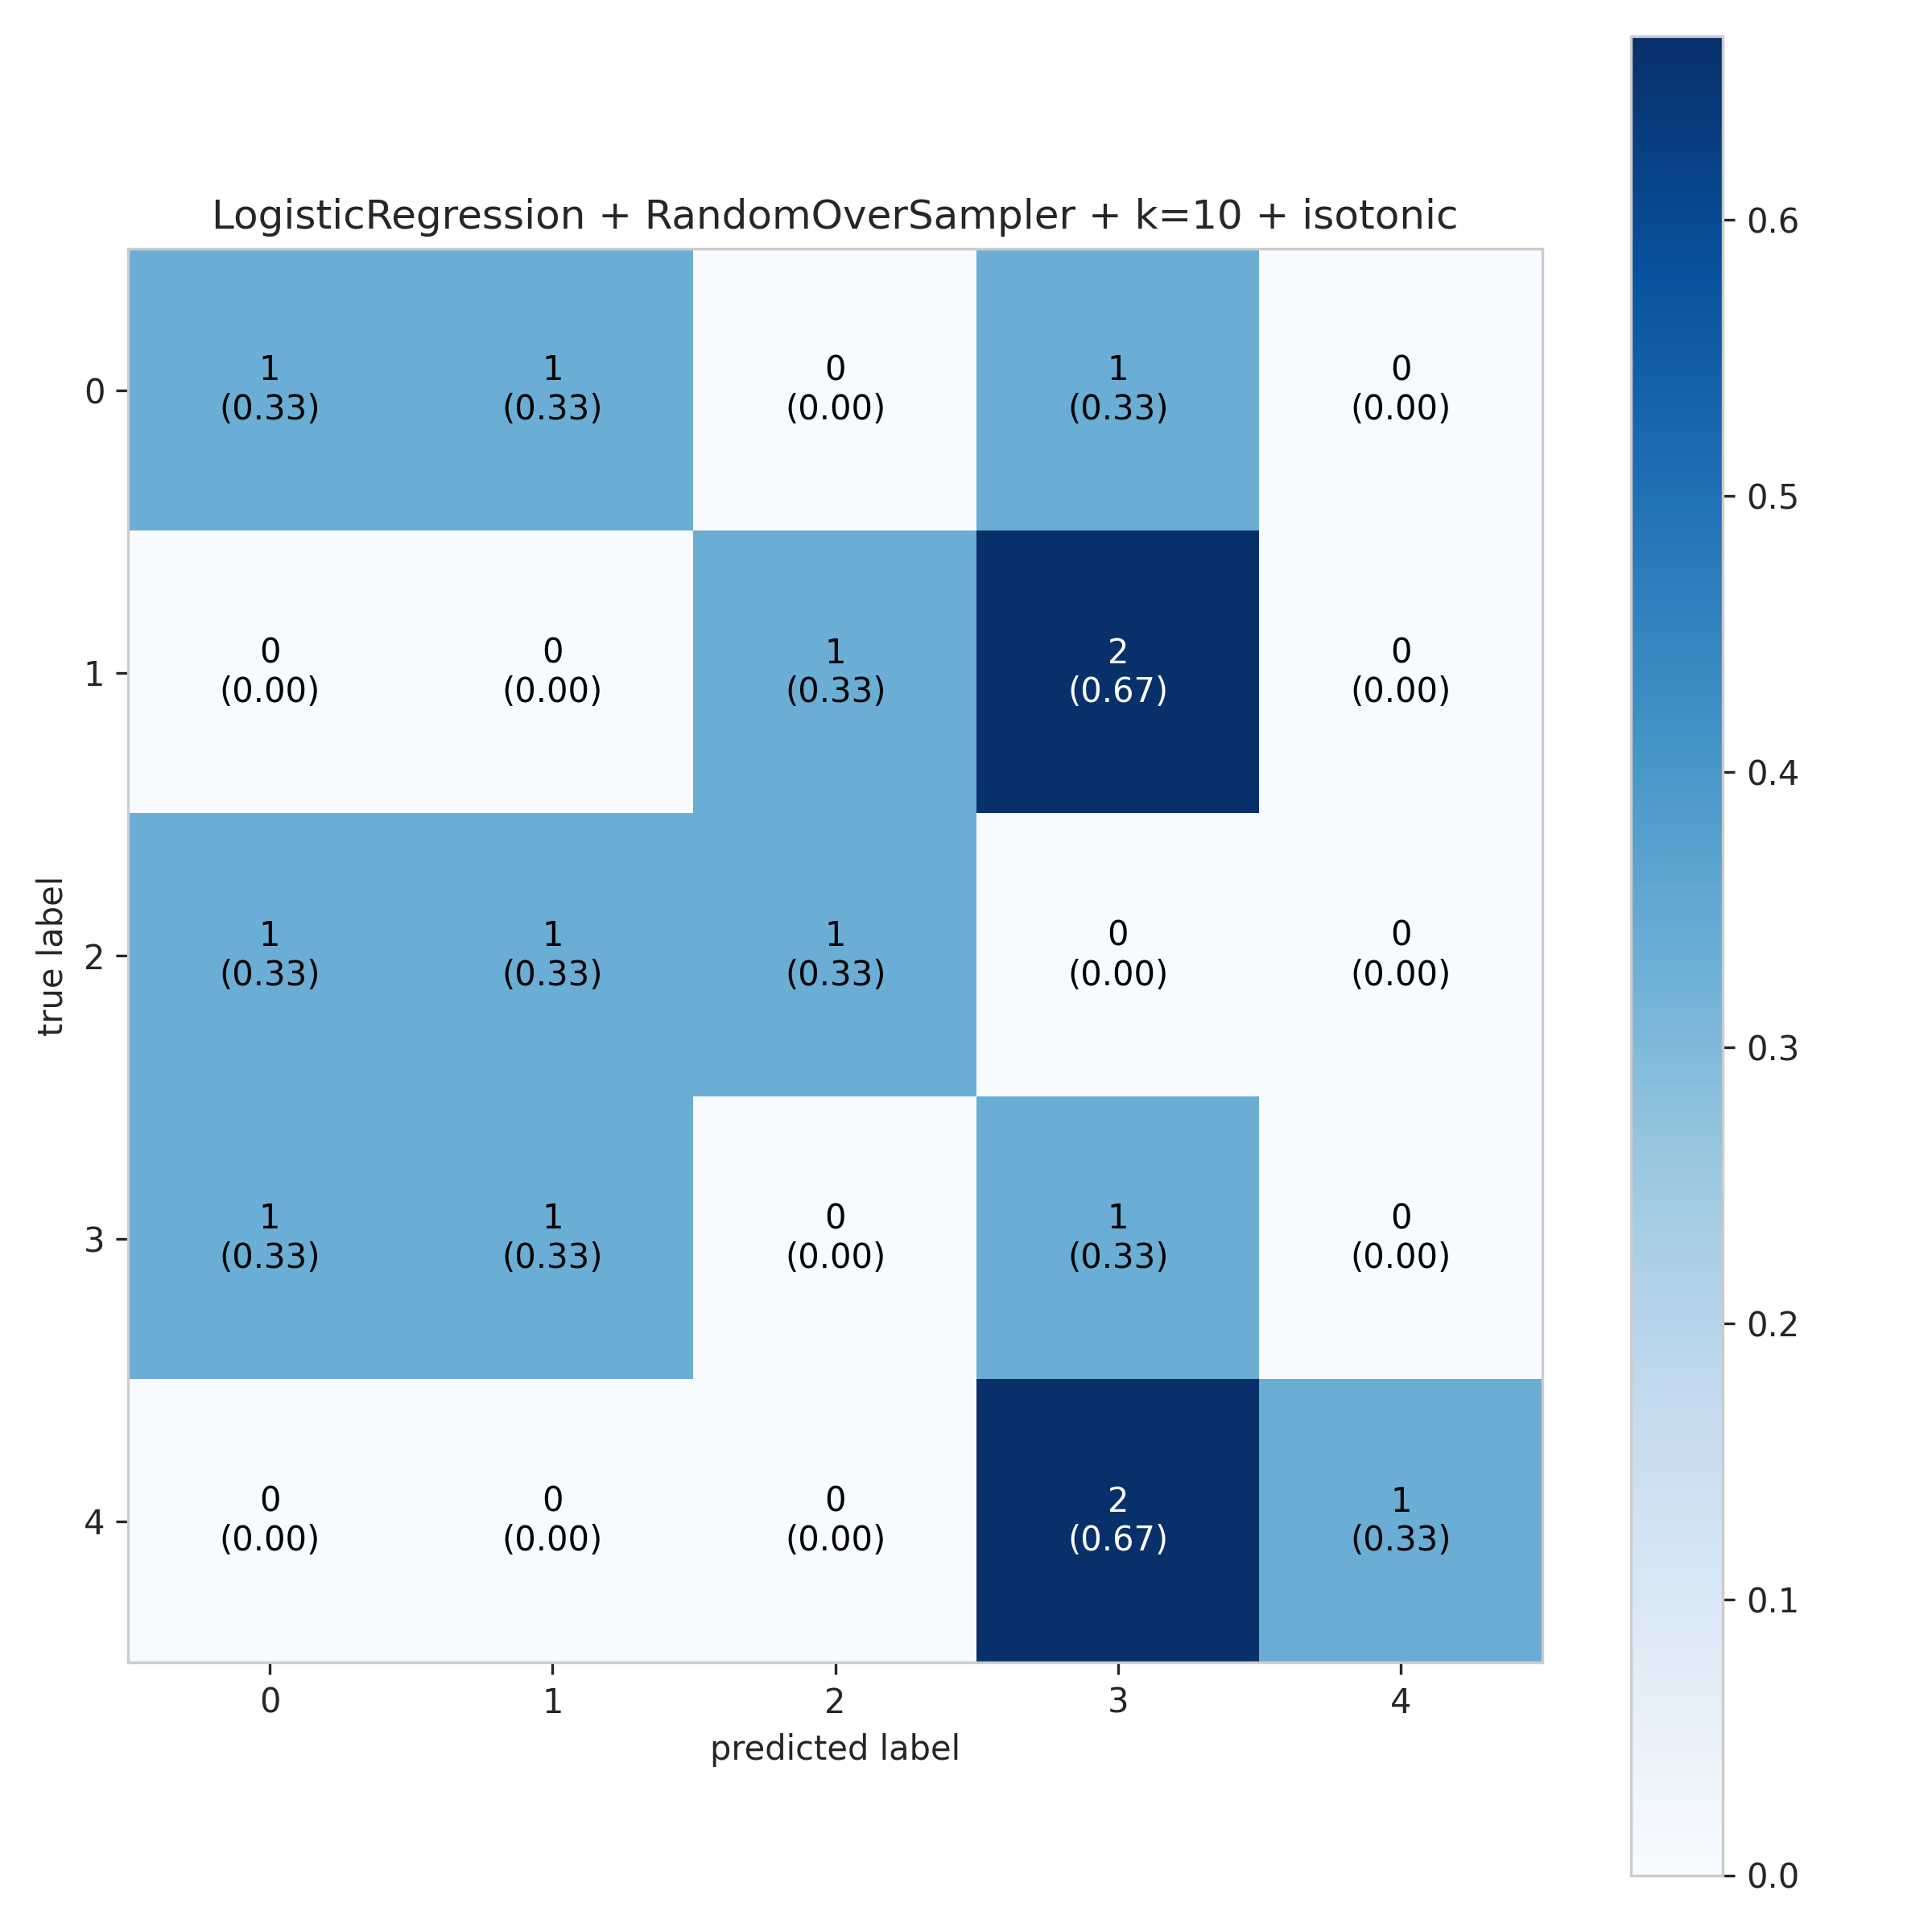 LogisticRegression + RandomOverSampler + k=10 + isotonic
0.6
0.5
0.4
0.3
0.2
0.1
0.0
true label
0
1
2
3
4
1 1 0 1 0
(0.33) (0.33) (0.00) (0.33) (0.00)
0 0 1 2 0
(0.00) (0.00) (0.33) (0.67) (0.00)
1 1 1 0 0
(0.33) (0.33) (0.33) (0.00) (0.00)
1 1 0 1 0
(0.33) (0.33) (0.00) (0.33) (0.00)
0 0 0 2 1
(0.00) (0.00) (0.00) (0.67) (0.33)
0 1 2 3 4
predicted label